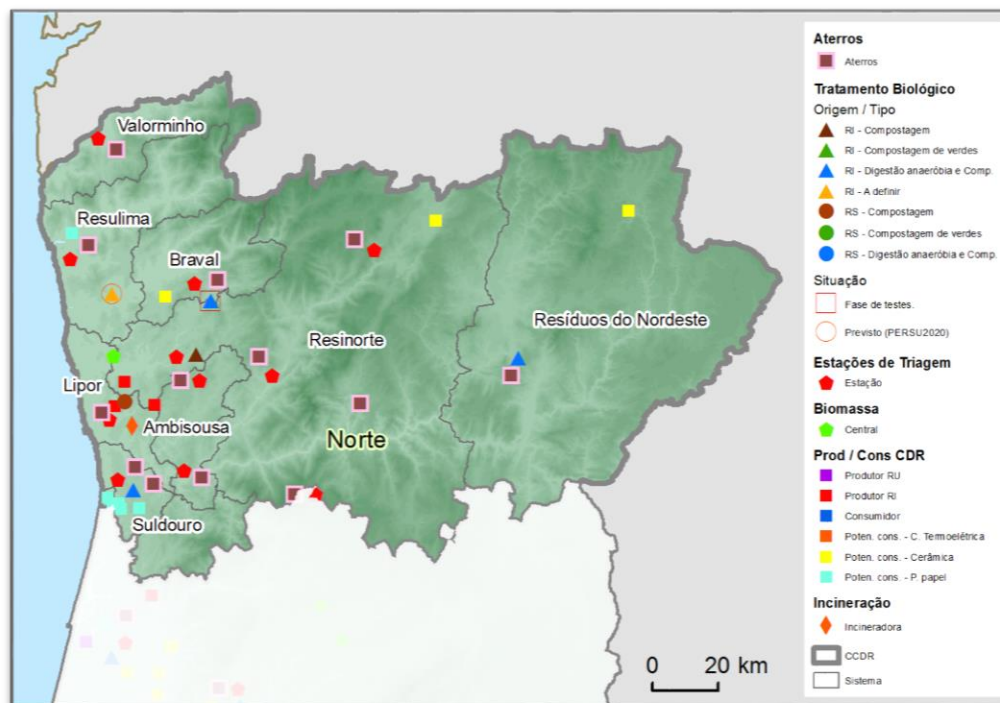 Valorminho
Resulima
Braval
Resinorte
Resíduos do Nordeste
Lipor
Ambisousa
Norte
Suldouro
0 20 km
Aterros
Aterros
Tratamento Biológico
Origem / Tipo
RI - Compostagem
RI - Compostagem de verdes
RI - Digestão anaeróbia e Comp.
RI - A definir
RS - Compostagem
RS - Compostagem de verdes
RS - Digestão anaeróbia e Comp.
Situação
Fase de testes.
Previsto (PERSU2020)
Estações de Triagem
Estação
Biomassa
Central
Prod / Cons CDR
Produtor RU
Produtor RI
Consumidor
Poten. cons. - C. Termoelétrica
Poten. cons. - Cerâmica
Poten. cons. - P. papel
Incineração
Incineradora
CCDR
Sistema